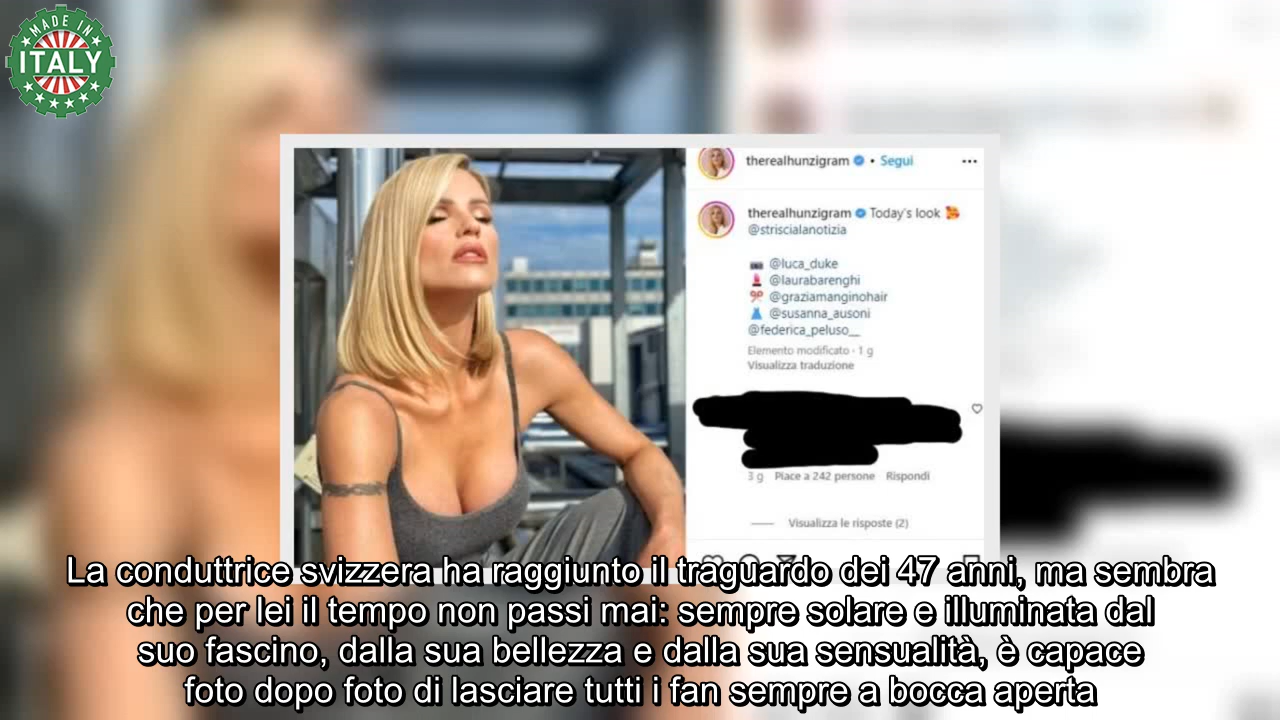 MADE IN
ITALY
therealhunzigram • Segui
therealhunzigram Today's look
@striscialanotizia
@luca_duke
@laurabarenghi
@graziamanginohair
@susanna_ausoni
@federica_peluso__
Elemento modificato · 1 g
Visualizza traduzione
3 g Piace a 242 persone Rispondi
Visualizza le risposte (2)
La conduttrice svizzera ha raggiunto il traguardo dei 47 anni, ma sembra
che per lei il tempo non passi mai: sempre solare e illuminata dal
suo fascino, dalla sua bellezza e dalla sua sensualità, è capace
foto dopo foto di lasciare tutti i fan sempre a bocca aperta